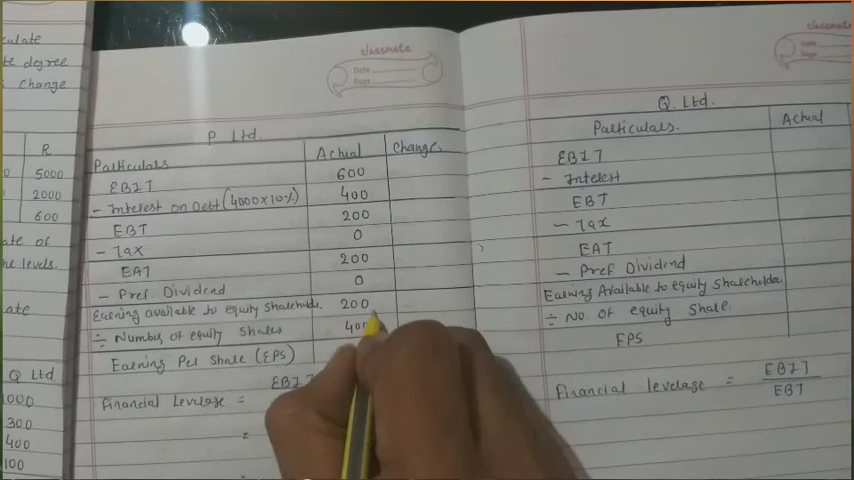 culate
te degree
change
R
5000
2000
600
ate of
he levels.
ate
Q Ltd
1000
300
400
100
classmate
Date
Page
P Ltd.
Particulars Actual Changes
EBIT 600
- Interest on Debt (4000x10%) 400
EBT 200
- Tax 0
EAT 200
- Pref. Dividend 0
Earning available to equity shareholds. 200
÷ Number of equity shares 400
Earning Per Share (EPS)
EBIT
Financial Leverage =
=
classmate
Date
Page
Q. Ltd.
Particulars. Actual
EBIT
- Interest
EBT
- Tax
EAT
- Pref Dividend
Earning Available to equity Shareholder
÷ No. of equity share.
EPS
Financial leverage = EBIT
EBT